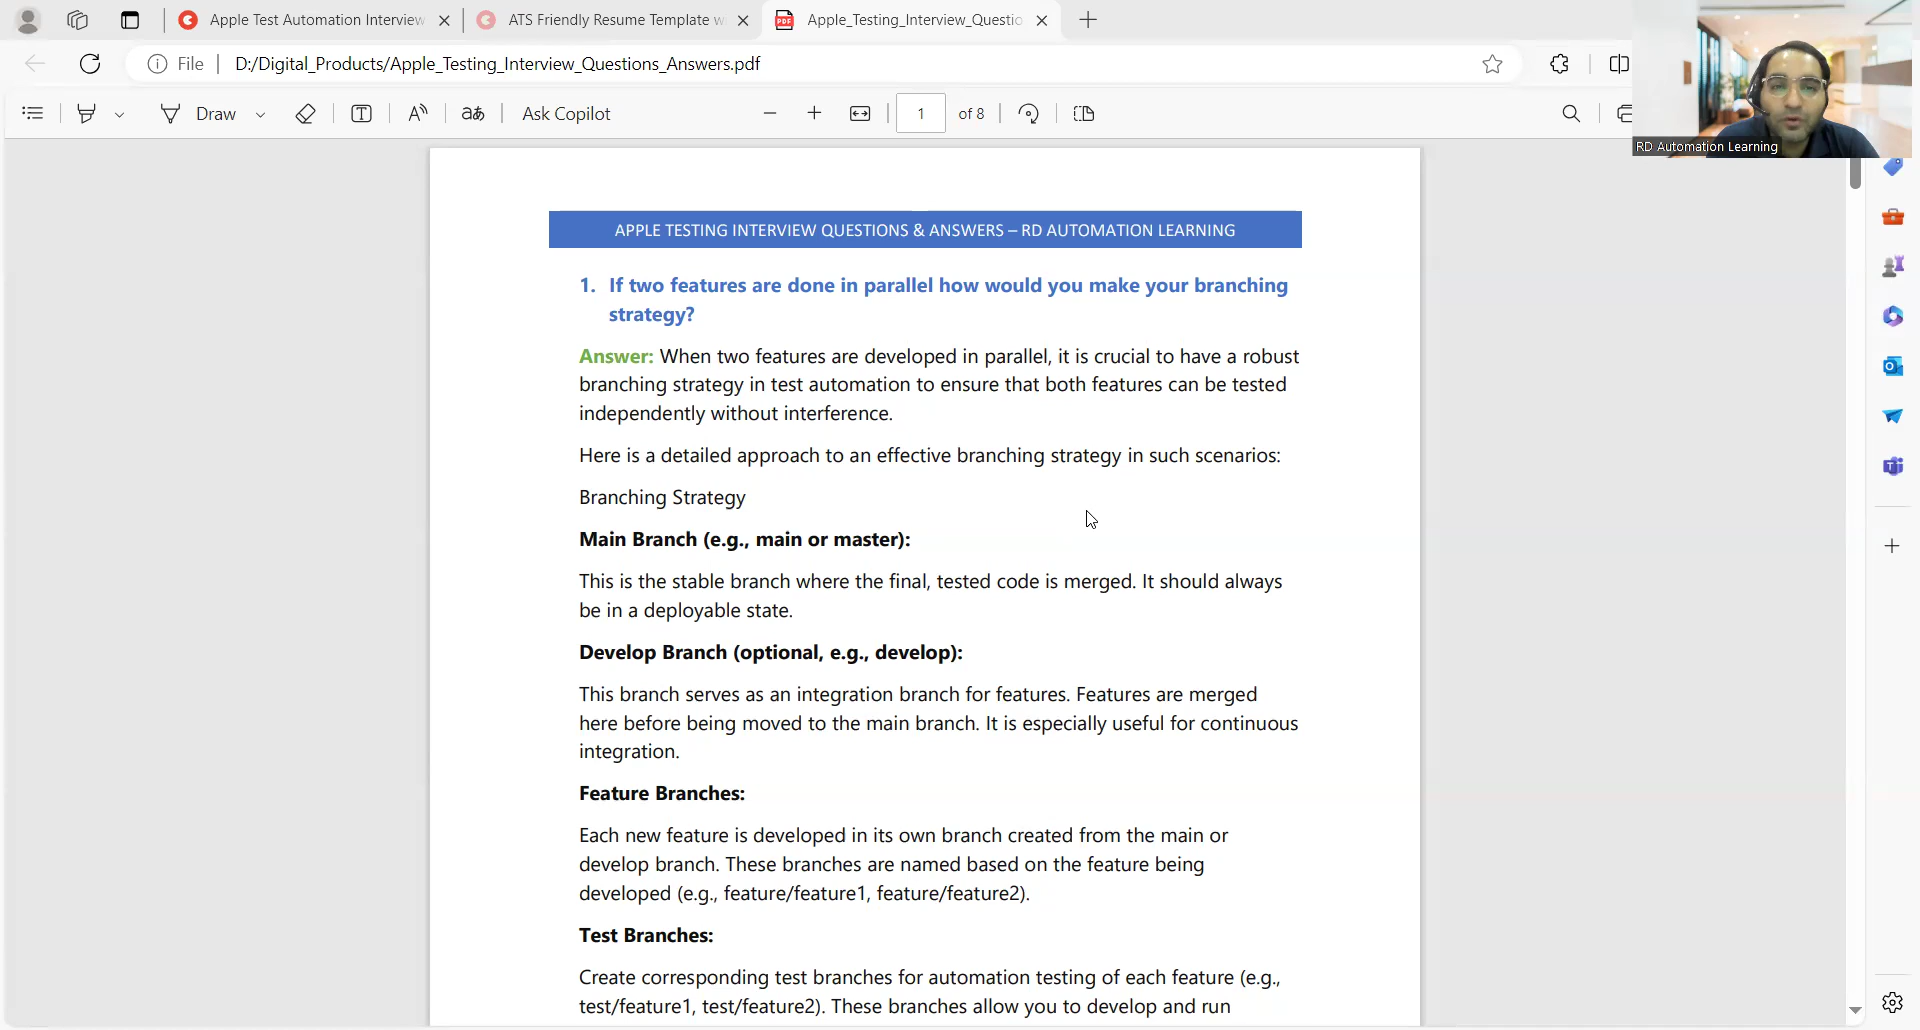 Apple Test Automation Interview
ATS Friendly Resume Template w
Apple_Testing_Interview_Questio
File
D:/Digital_Products/Apple_Testing_Interview_Questions_Answers.pdf
Draw
Ask Copilot
1 of 8
RD Automation Learning
APPLE TESTING INTERVIEW QUESTIONS & ANSWERS – RD AUTOMATION LEARNING
1. If two features are done in parallel how would you make your branching
strategy?
Answer: When two features are developed in parallel, it is crucial to have a robust
branching strategy in test automation to ensure that both features can be tested
independently without interference.
Here is a detailed approach to an effective branching strategy in such scenarios:
Branching Strategy
Main Branch (e.g., main or master):
This is the stable branch where the final, tested code is merged. It should always
be in a deployable state.
Develop Branch (optional, e.g., develop):
This branch serves as an integration branch for features. Features are merged
here before being moved to the main branch. It is especially useful for continuous
integration.
Feature Branches:
Each new feature is developed in its own branch created from the main or
develop branch. These branches are named based on the feature being
developed (e.g., feature/feature1, feature/feature2).
Test Branches:
Create corresponding test branches for automation testing of each feature (e.g.,
test/feature1, test/feature2). These branches allow you to develop and run